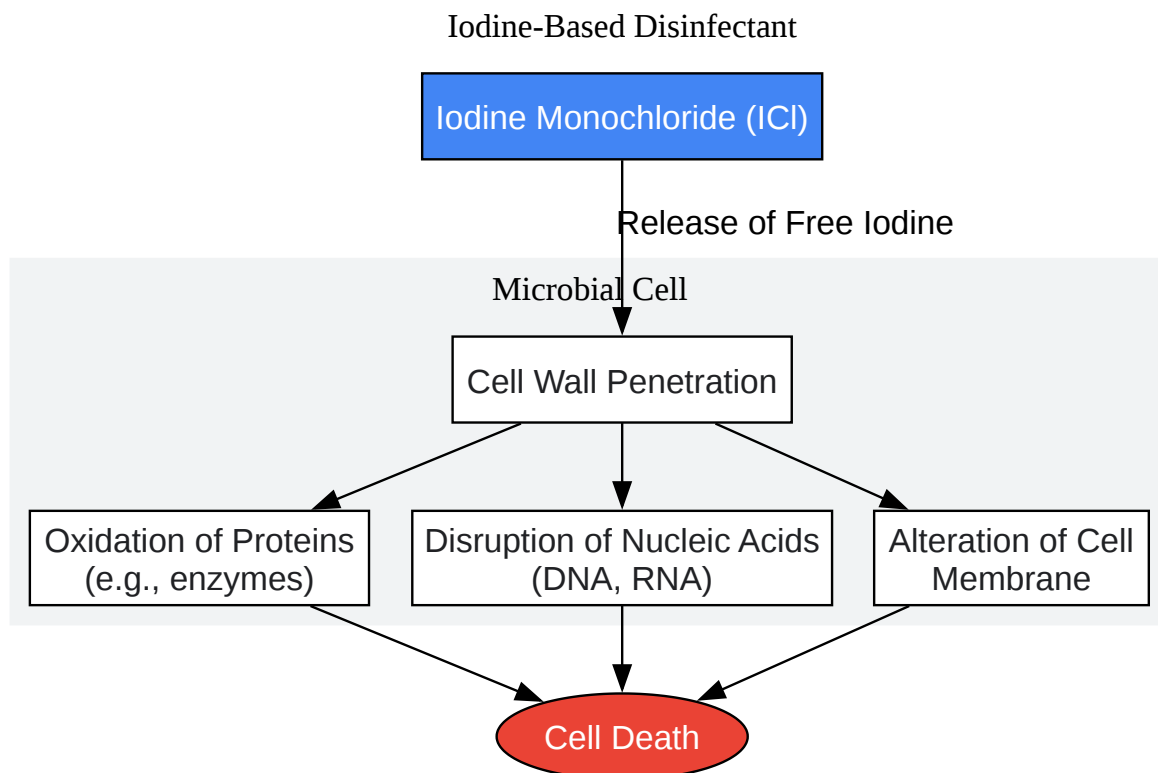 Iodine-Based Disinfectant
Iodine Monochloride (ICl)
Release of Free Iodine
Microbial Cell
Cell Wall Penetration
Oxidation of Proteins
(e.g., enzymes)
Disruption of Nucleic Acids
(DNA, RNA)
Alteration of Cell
Membrane
Cell Death